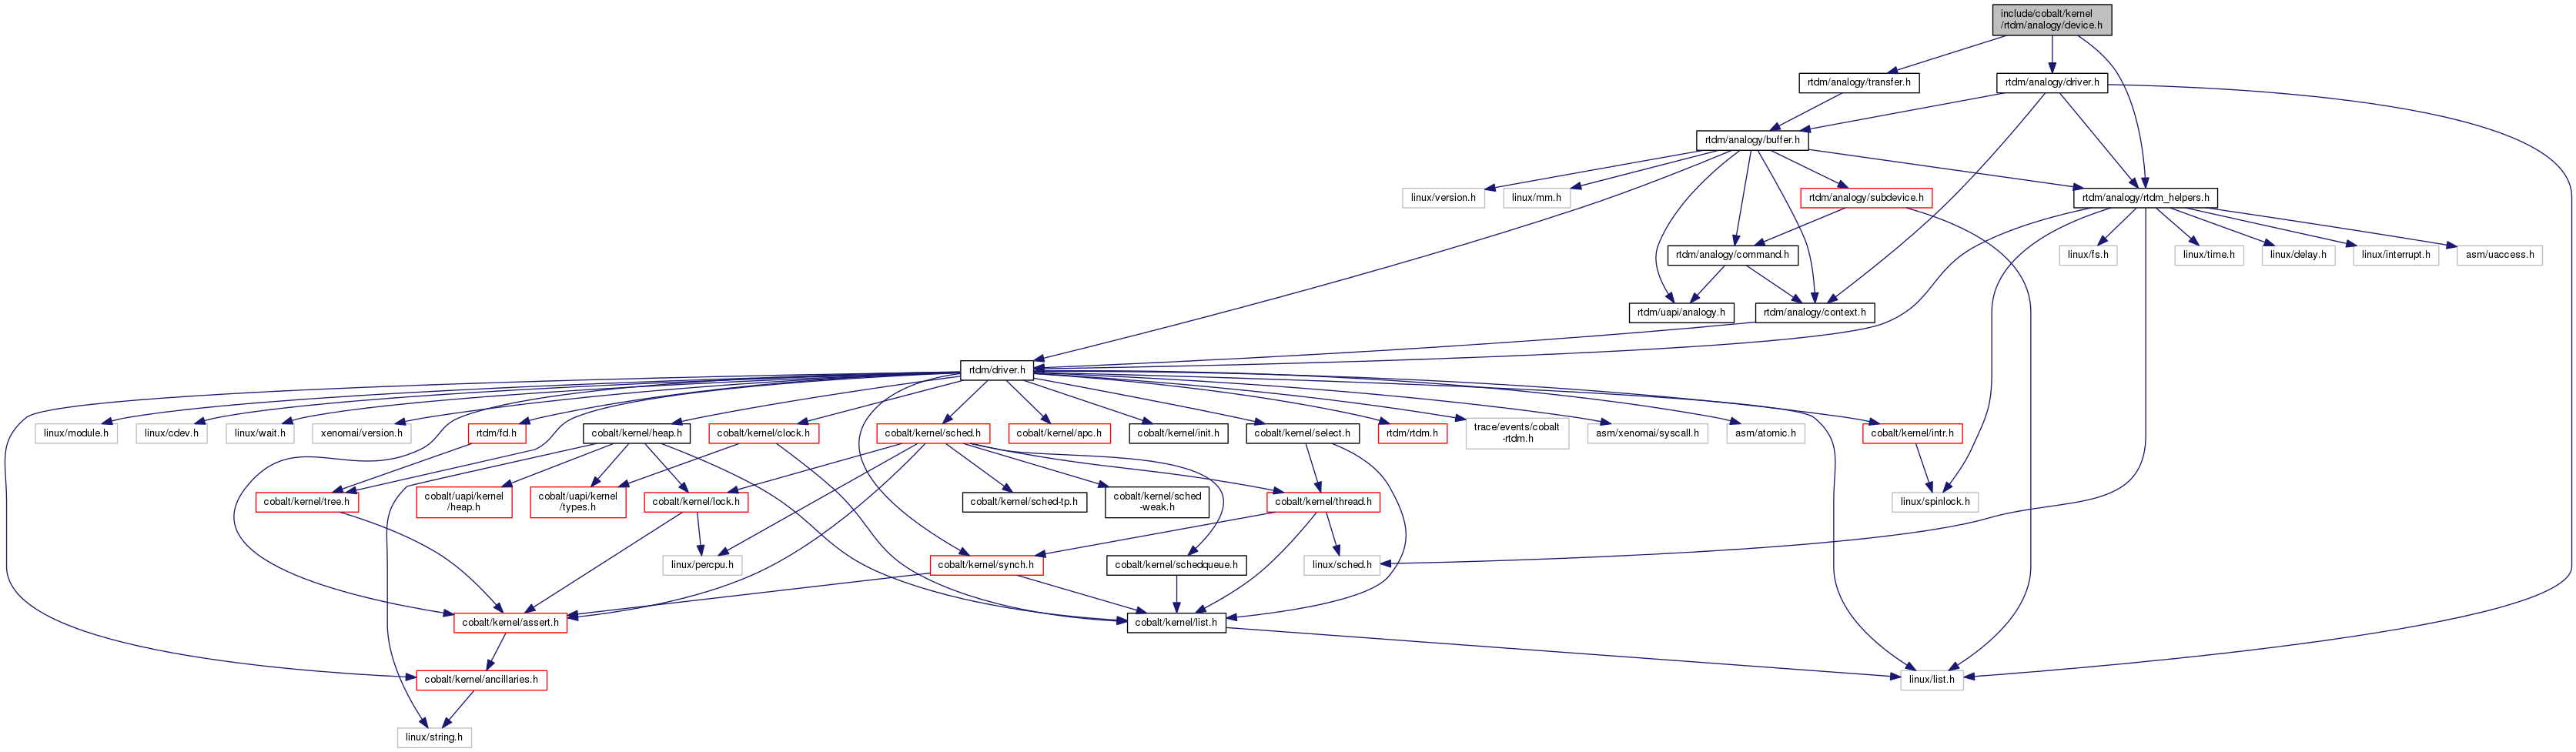 include/cobalt/kernel
/rtdm/analogy/device.h
rtdm/analogy/transfer.h
rtdm/analogy/driver.h
rtdm/analogy/buffer.h
linux/version.h
linux/mm.h
rtdm/analogy/subdevice.h
rtdm/analogy/rtdm_helpers.h
rtdm/analogy/command.h
linux/fs.h
linux/time.h
linux/delay.h
linux/interrupt.h
asm/uaccess.h
rtdm/uapi/analogy.h
rtdm/analogy/context.h
rtdm/driver.h
linux/module.h
linux/cdev.h
linux/wait.h
xenomai/version.h
rtdm/fd.h
cobalt/kernel/heap.h
cobalt/kernel/clock.h
cobalt/kernel/sched.h
cobalt/kernel/apc.h
cobalt/kernel/init.h
cobalt/kernel/select.h
rtdm/rtdm.h
trace/events/cobalt
-rtdm.h
asm/xenomai/syscall.h
asm/atomic.h
cobalt/kernel/intr.h
cobalt/kernel/tree.h
cobalt/uapi/kernel
/heap.h
cobalt/uapi/kernel
/types.h
cobalt/kernel/lock.h
cobalt/kernel/sched-tp.h
cobalt/kernel/sched
-weak.h
cobalt/kernel/thread.h
linux/spinlock.h
linux/percpu.h
cobalt/kernel/synch.h
cobalt/kernel/schedqueue.h
linux/sched.h
cobalt/kernel/assert.h
cobalt/kernel/list.h
cobalt/kernel/ancillaries.h
linux/list.h
linux/string.h